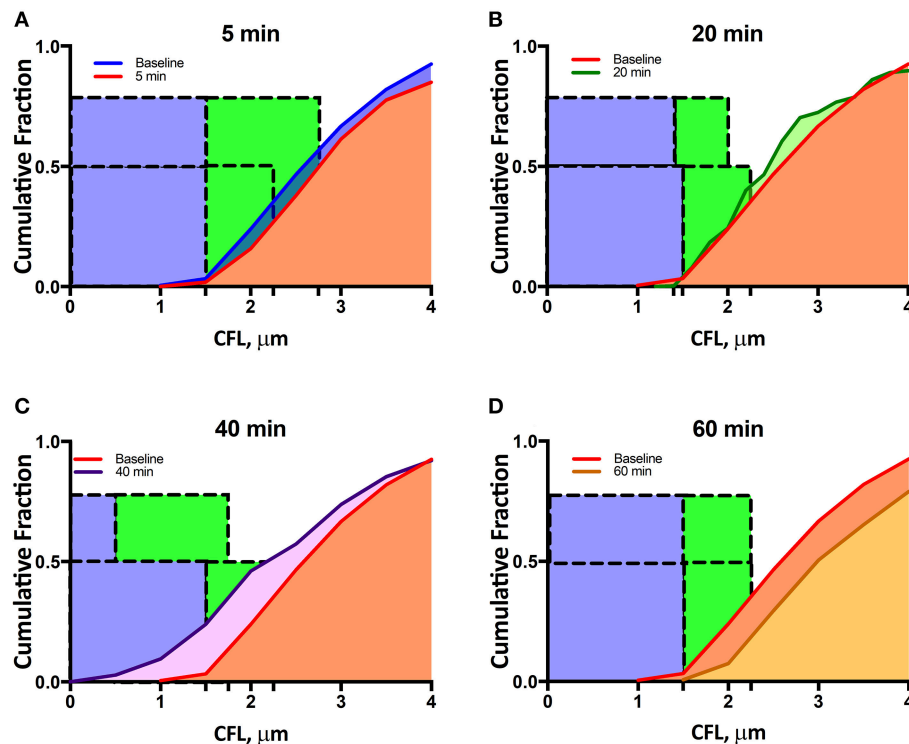 A
5 min
1.0
Baseline
5 min
Cumulative Fraction
0.5
0.0
0 1 2 3 4
CFL, μm
B
20 min
1.0
Baseline
20 min
Cumulative Fraction
0.5
0.0
0 1 2 3 4
CFL, μm
C
40 min
1.0
Baseline
40 min
Cumulative Fraction
0.5
0.0
0 1 2 3 4
CFL, μm
D
60 min
1.0
Baseline
60 min
Cumulative Fraction
0.5
0.0
0 1 2 3 4
CFL, μm